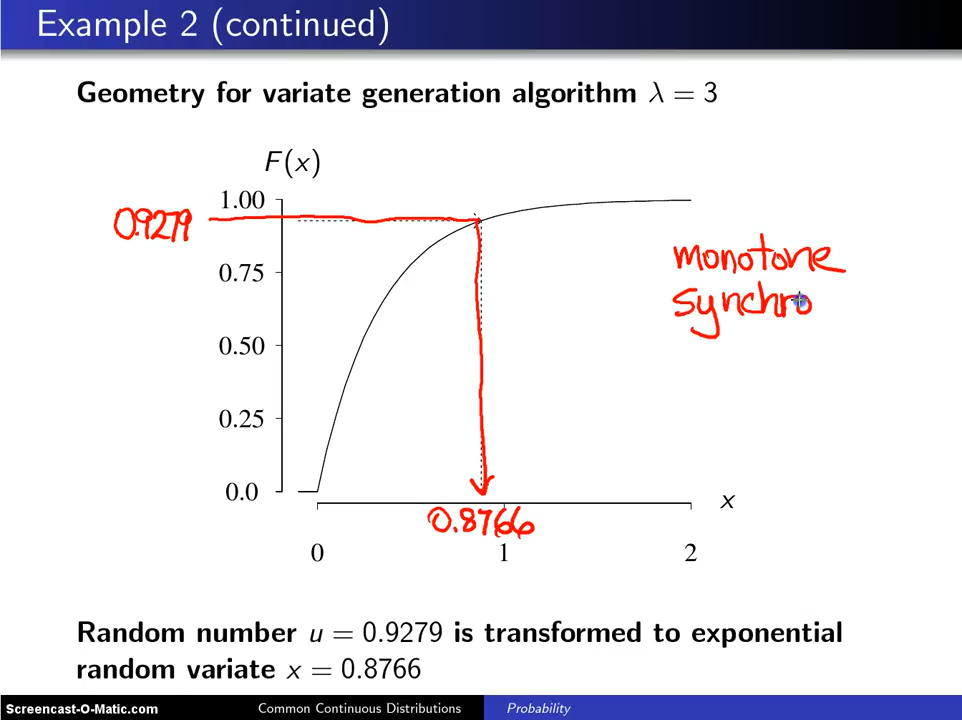 Example 2 (continued)
Geometry for variate generation algorithm λ = 3
F(x)
1.00
0.9279
monotone
0.75
synchro
0.50
0.25
0.0
x
0.8766
0 1 2
Random number u = 0.9279 is transformed to exponential
random variate x = 0.8766
Screencast-O-Matic.com Common Continuous Distributions Probability